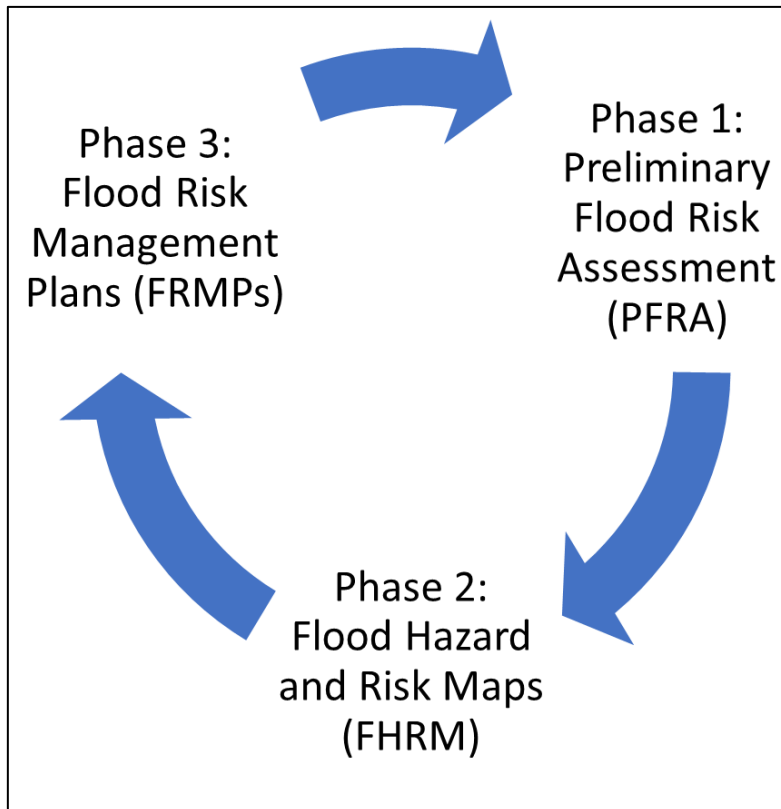 Phase 1:
Preliminary
Flood Risk
Assessment
(PFRA)
Phase 2:
Flood Hazard
and Risk Maps
(FHRM)
Phase 3:
Flood Risk
Management
Plans (FRMPs)